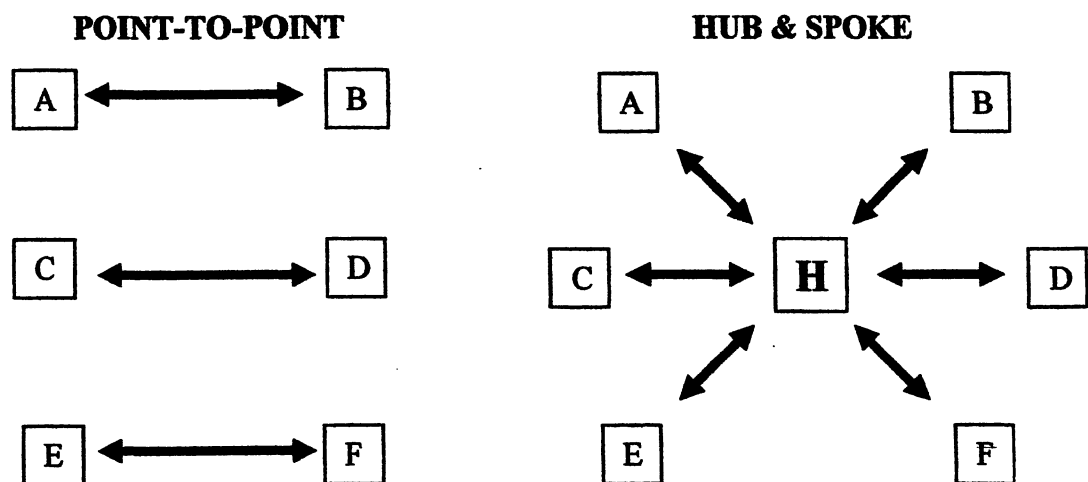 POINT-TO-POINT
A B
C D
E F
HUB & SPOKE
A B
C H D
E F